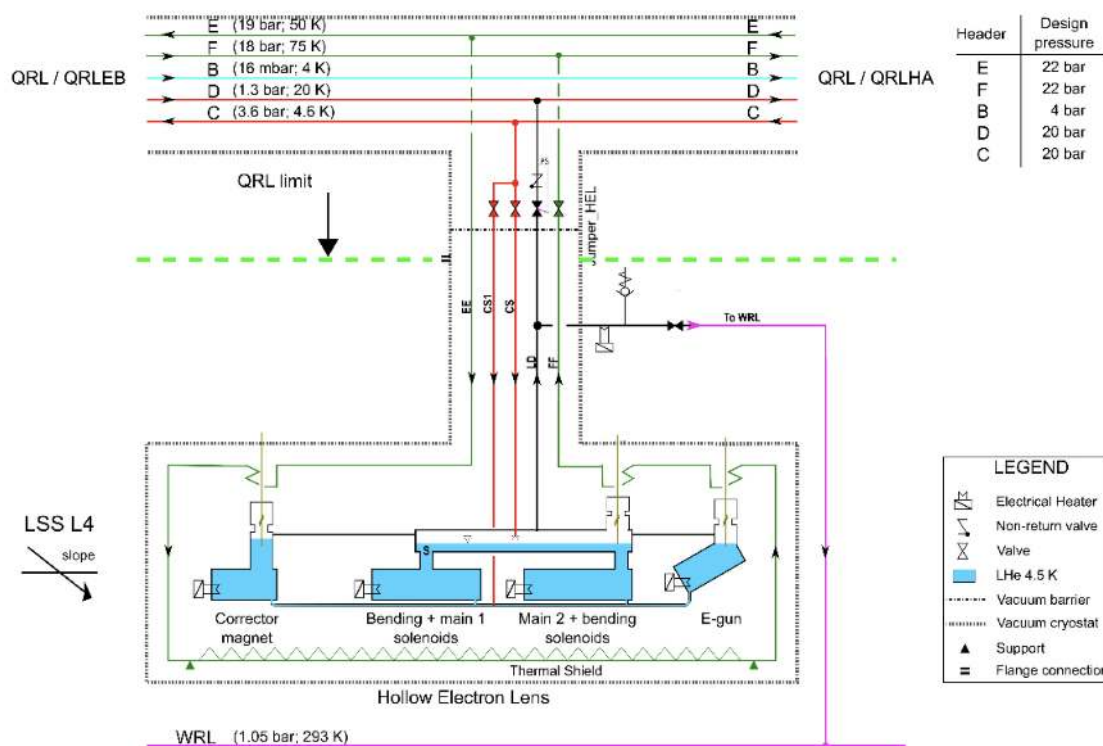 E (19 bar; 50 K) E
F (18 bar; 75 K) F
QRL / QRLEB B (16 mbar; 4 K) B QRL / QRLHA
D (1.3 bar; 20 K) D
C (3.6 bar; 4.5 K) C
Header Design pressure
E 22 bar
F 22 bar
B 4 bar
D 20 bar
C 20 bar
QRL limit
Jumper_HEL
EE
CS1
CS
LD
FF
To WRL
LSS L4
slope
S
Corrector magnet
Bending + main 1 solenoids
Main 2 + bending solenoids
E-gun
Thermal Shield
Hollow Electron Lens
WRL (1.05 bar; 293 K)
LEGEND
Electrical Heater
Non-return valve
Valve
LHe 4.5 K
Vacuum barrier
Vacuum cryostat
Support
Flange connection